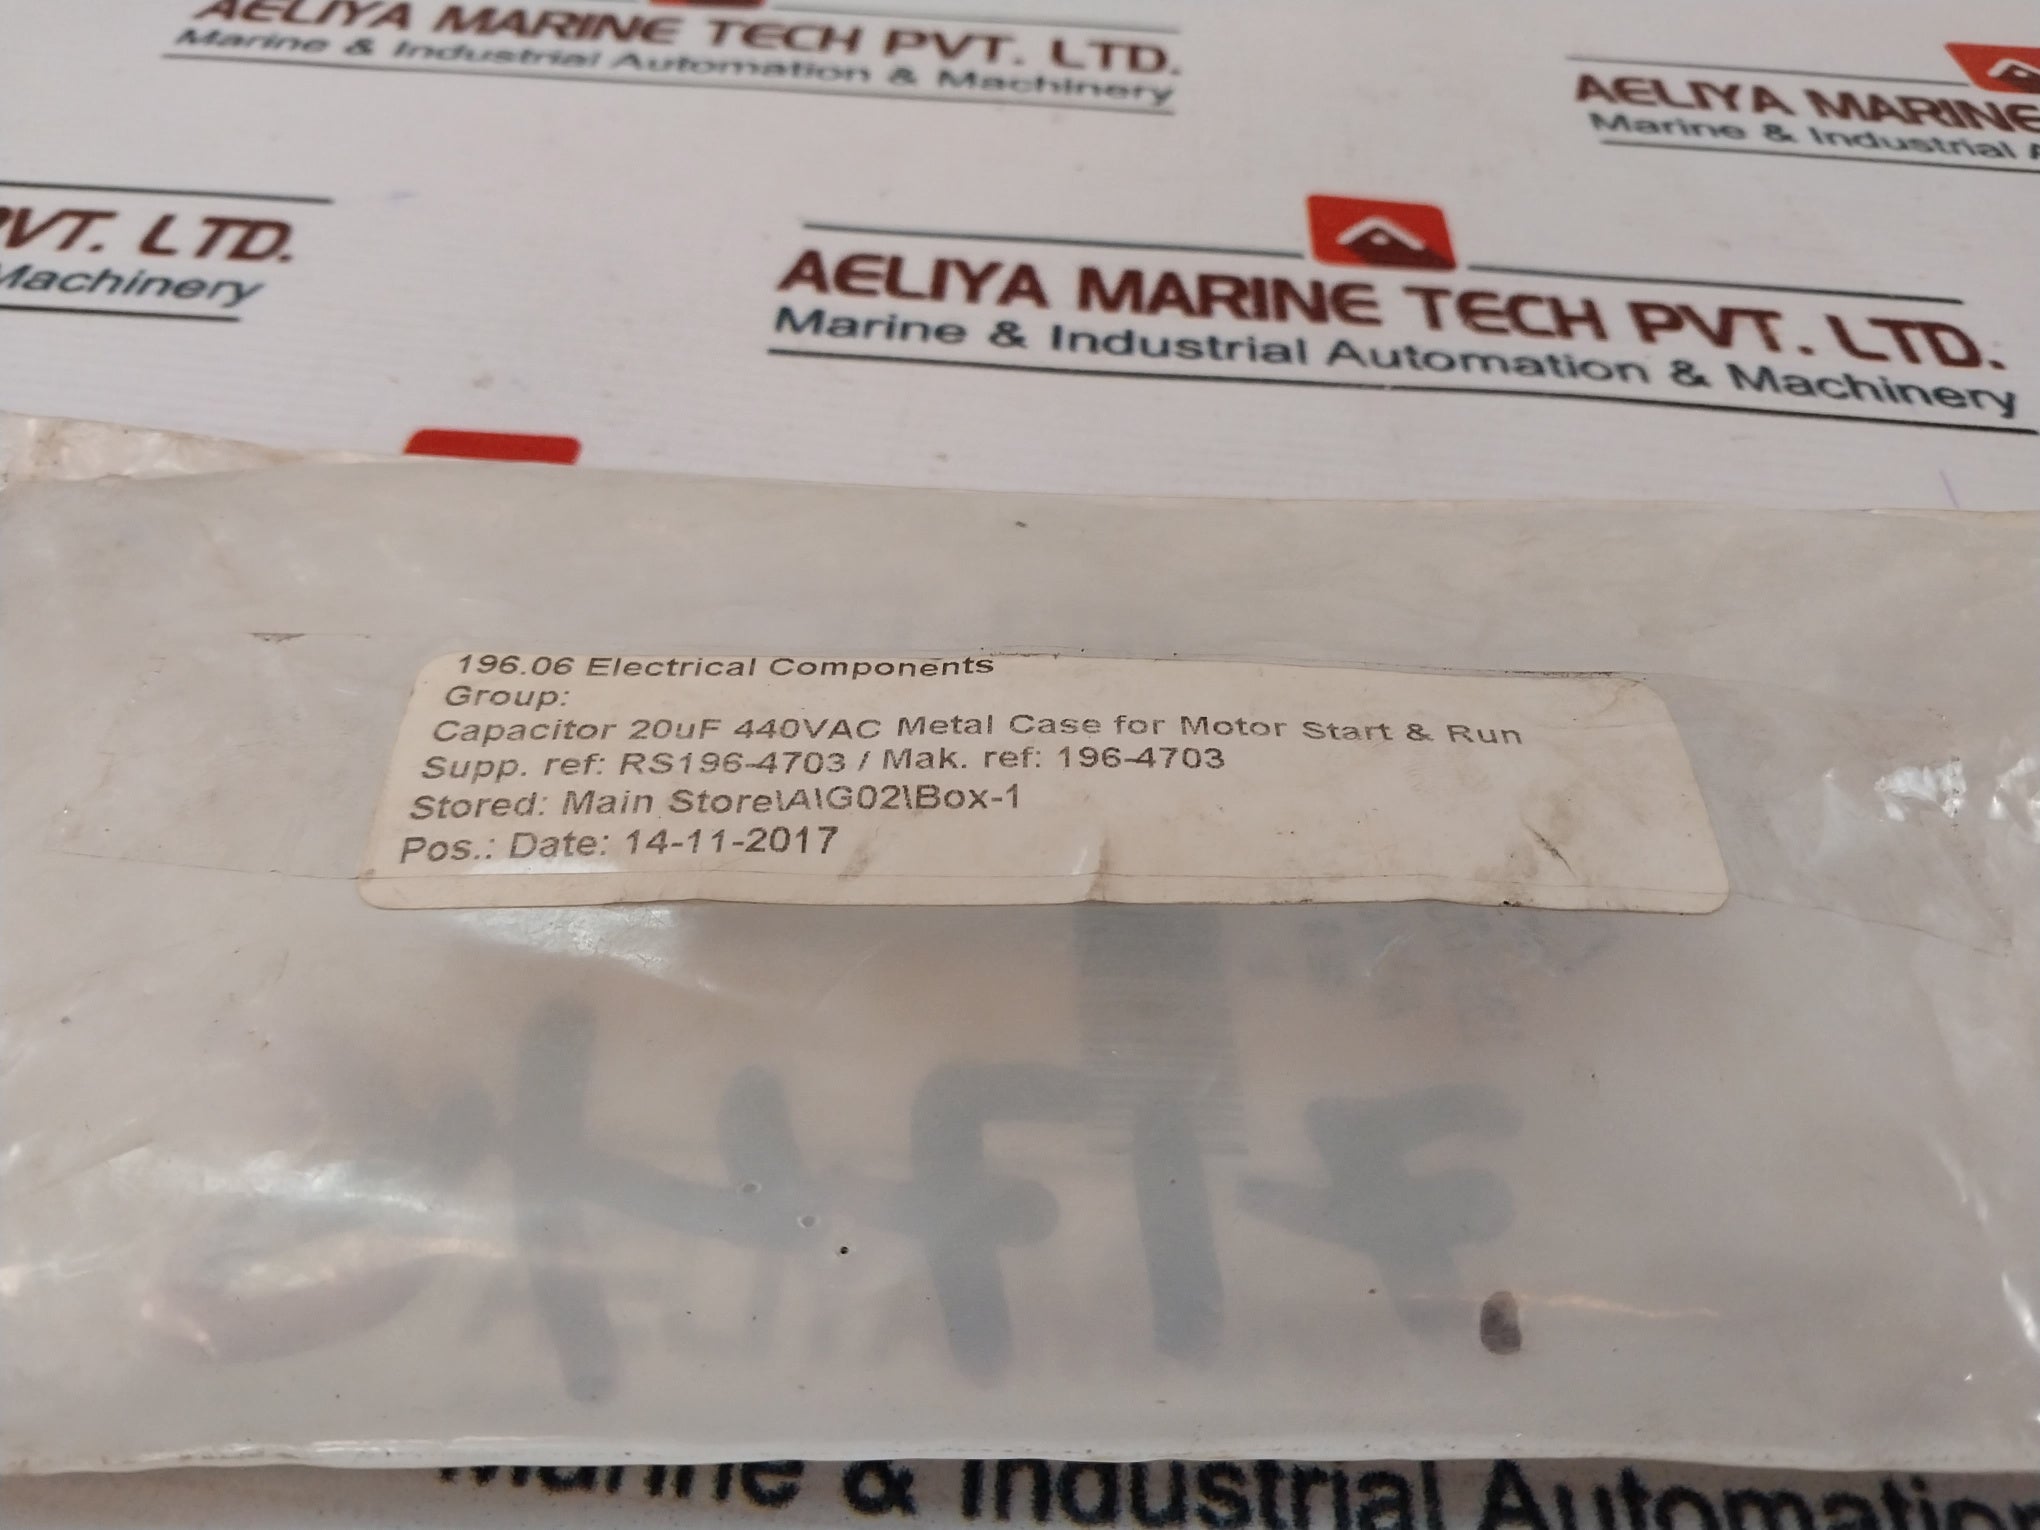 AELIYA MARINE TECH PVT. LTD.
Marine & Industrial Automation & Machinery
AELIYA MARINE
Marine & Industrial A
PVT. LTD.
Machinery
AELIYA MARINE TECH PVT. LTD.
Marine & Industrial Automation & Machinery
196.06 Electrical Components
Group:
Capacitor 20uF 440VAC Metal Case for Motor Start & Run
Supp. ref: RS196-4703 / Mak. ref: 196-4703
Stored: Main Store\A\G02\Box-1
Pos.: Date: 14-11-2017
Marine & Industrial Automation